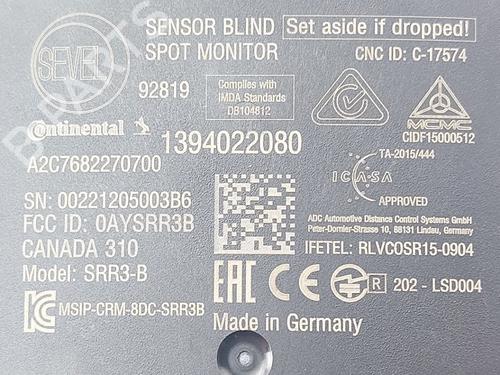 SEVEL
SENSOR BLIND
SPOT MONITOR
Set aside if dropped!
CNC ID: C-17574
92819
Complies with
IMDA Standards
DB104812
Continental
1394022080
MCMC
CIDF15000512
A2C7682270700
TA-2015/444
ICASA
APPROVED
SN: 00221205003B6
FCC ID: OAYSRR3B
CANADA 310
Model: SRR3-B
ADC Automotive Distance Control Systems GmbH
Peter-Dornier-Strasse 10, 88131 Lindau, Germany
IFETEL: RLVCOSR15-0904
MSIP-CRM-8DC-SRR3B
EAC
CE
R 202 - LSD004
Made in Germany
B-PARTS